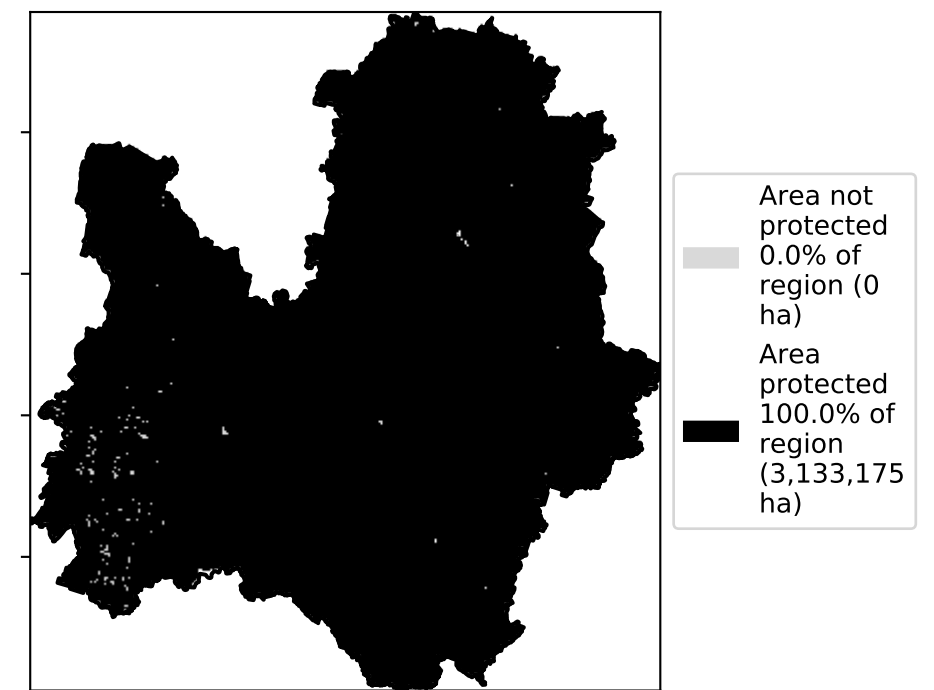 Area not
protected
0.0% of
region (0
ha)
Area
protected
100.0% of
region
(3,133,175
ha)